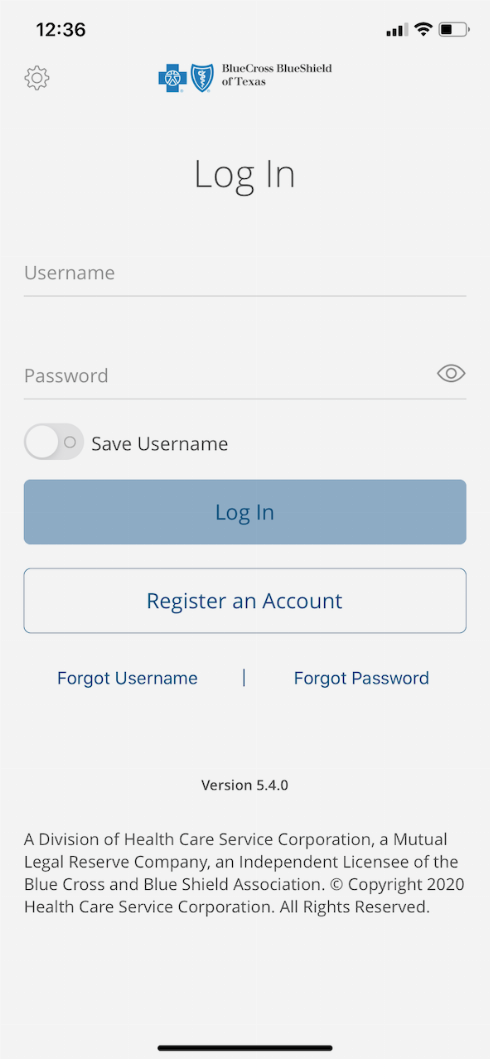 12:36
BlueCross BlueShield
of Texas
Log In
Username
Password
Save Username
Log In
Register an Account
Forgot Username | Forgot Password
Version 5.4.0
A Division of Health Care Service Corporation, a Mutual
Legal Reserve Company, an Independent Licensee of the
Blue Cross and Blue Shield Association. © Copyright 2020
Health Care Service Corporation. All Rights Reserved.